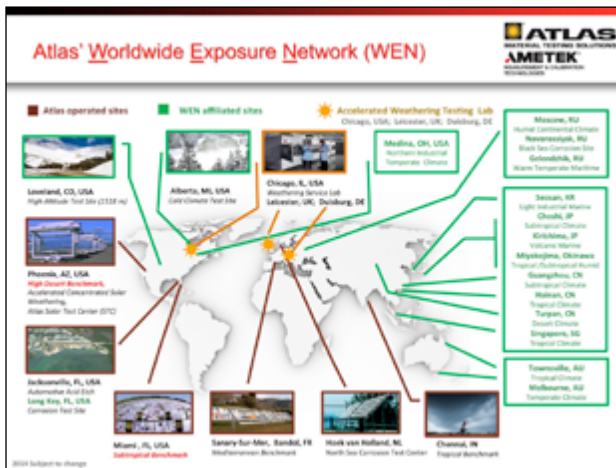 Atlas' Worldwide Exposure Network (WEN)
ATLAS
MATERIAL TESTING SOLUTIONS
AMETEK
MEASUREMENT & CALIBRATION
TECHNOLOGIES
Atlas operated sites
WEN affiliated sites
Accelerated Weathering Testing Lab
Chicago, USA; Leicester, UK; Duisburg, DE
Loveland, CO, USA
High Altitude Test Site (1558 m)
Alberta, MI, USA
Cold Climate Test Site
Chicago, IL, USA
Weathering Service Lab
Leicester, UK; Duisburg, DE
Medina, OH, USA
Northern Industrial
Temperate Climate
Moscow, RU
Humid Continental Climate
Novorossiysk, RU
Black Sea Corrosion Site
Gelendzhik, RU
Warm Temperate Maritime
Seosan, KR
Light Industrial Marine
Choshi, JP
Subtropical Climate
Kirishima, JP
Volcanic Marine
Miyakojima, Okinawa
Tropical /Subtropical Humid
Guangzhou, CN
Subtropical Climate
Hainan, CN
Tropical Climate
Turpan, CN
Desert Climate
Singapore, SG
Tropical Climate
Townsville, AU
Tropical Climate
Melbourne, AU
Temperate Climate
Phoenix, AZ, USA
High Desert Benchmark,
Accelerated Concentrated Solar
Weathering,
Atlas Solar Test Center (STC)
Jacksonville, FL, USA
Automotive Acid Etch
Long Key, FL, USA
Corrosion Test Site
Miami , FL, USA
Subtropical Benchmark
Sanary-Sur-Mer, Bandol, FR
Mediterranean Benchmark
Hoek van Holland, NL
North Sea Corrosion Test Center
Chennai, IN
Tropical Benchmark
2014 Subject to change